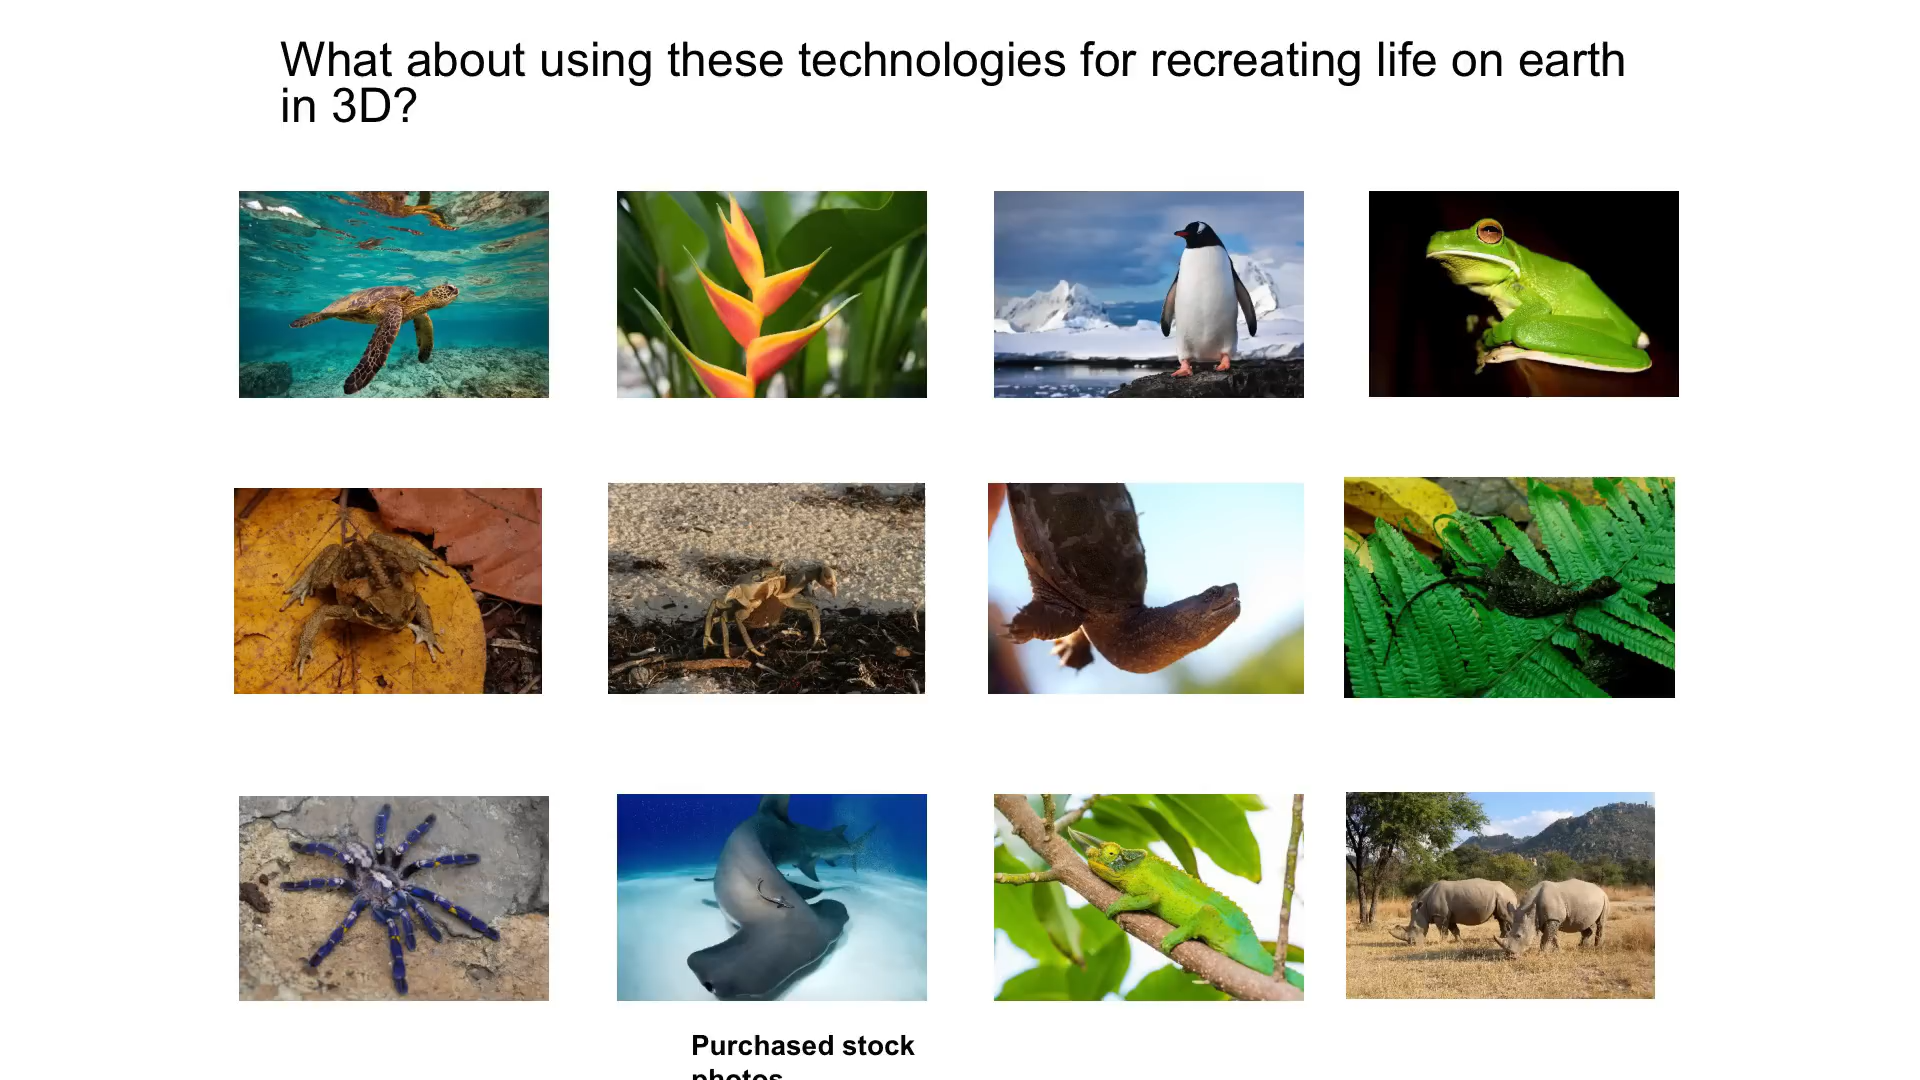 What about using these technologies for recreating life on earth
in 3D?
Purchased stock
photos